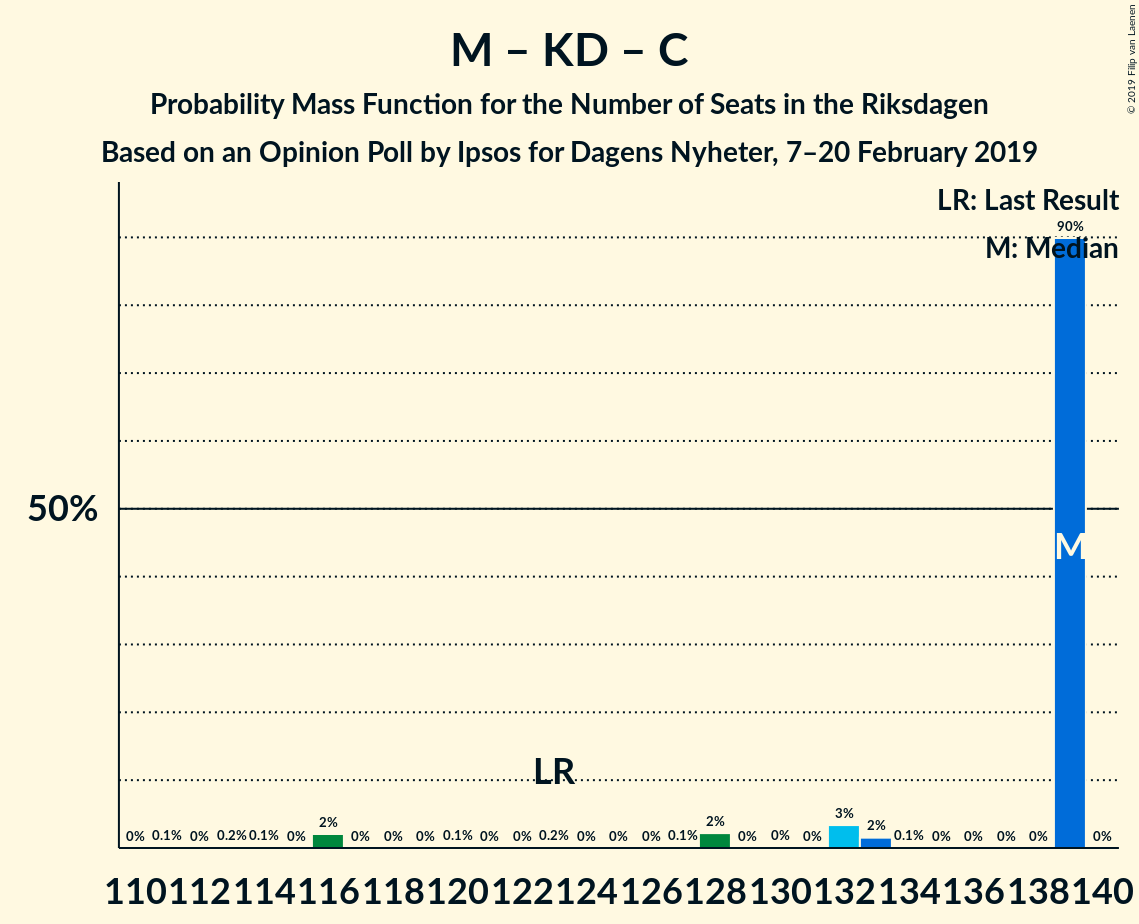 M – KD – C
Probability Mass Function for the Number of Seats in the Riksdagen
Based on an Opinion Poll by Ipsos for Dagens Nyheter, 7–20 February 2019
© 2019 Filip van Laenen
LR: Last Result
90%
M: Median
50%
M
LR
0% 0.1% 0% 0.2% 0.1% 0% 2% 0% 0% 0% 0.1% 0% 0% 0.2% 0% 0% 0% 0.1% 2% 0% 0% 0% 3% 2% 0.1% 0% 0% 0% 0% 0%
110 112 114 116 118 120 122 124 126 128 130 132 134 136 138 140